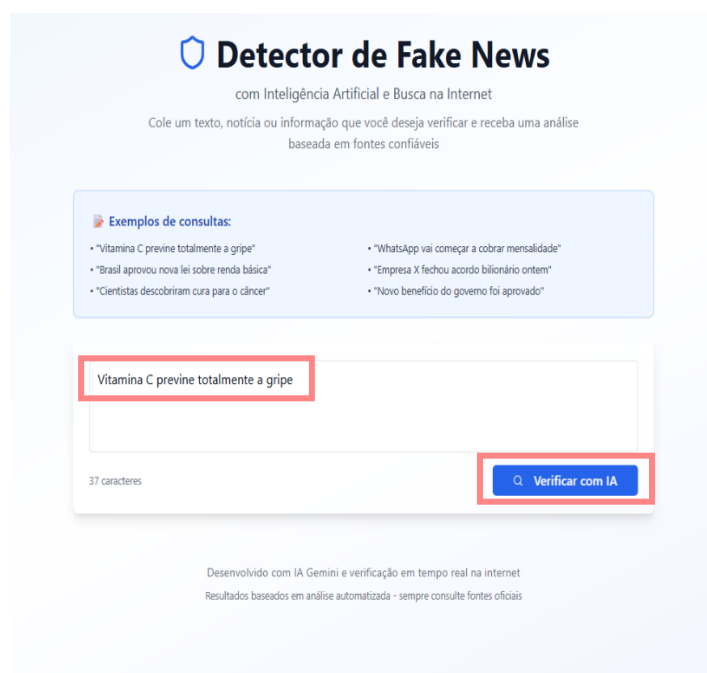 Detector de Fake News
com Inteligência Artificial e Busca na Internet
Cole um texto, notícia ou informação que você deseja verificar e receba uma análise
baseada em fontes confiáveis
Exemplos de consultas:
• "Vitamina C previne totalmente a gripe"
• "Brasil aprovou nova lei sobre renda básica"
• "Cientistas descobriram cura para o câncer"
• "WhatsApp vai começar a cobrar mensalidade"
• "Empresa X fechou acordo bilionário ontem"
• "Novo benefício do governo foi aprovado"
Vitamina C previne totalmente a gripe
37 caracteres
Verificar com IA
Desenvolvido com IA Gemini e verificação em tempo real na internet
Resultados baseados em análise automatizada - sempre consulte fontes oficiais